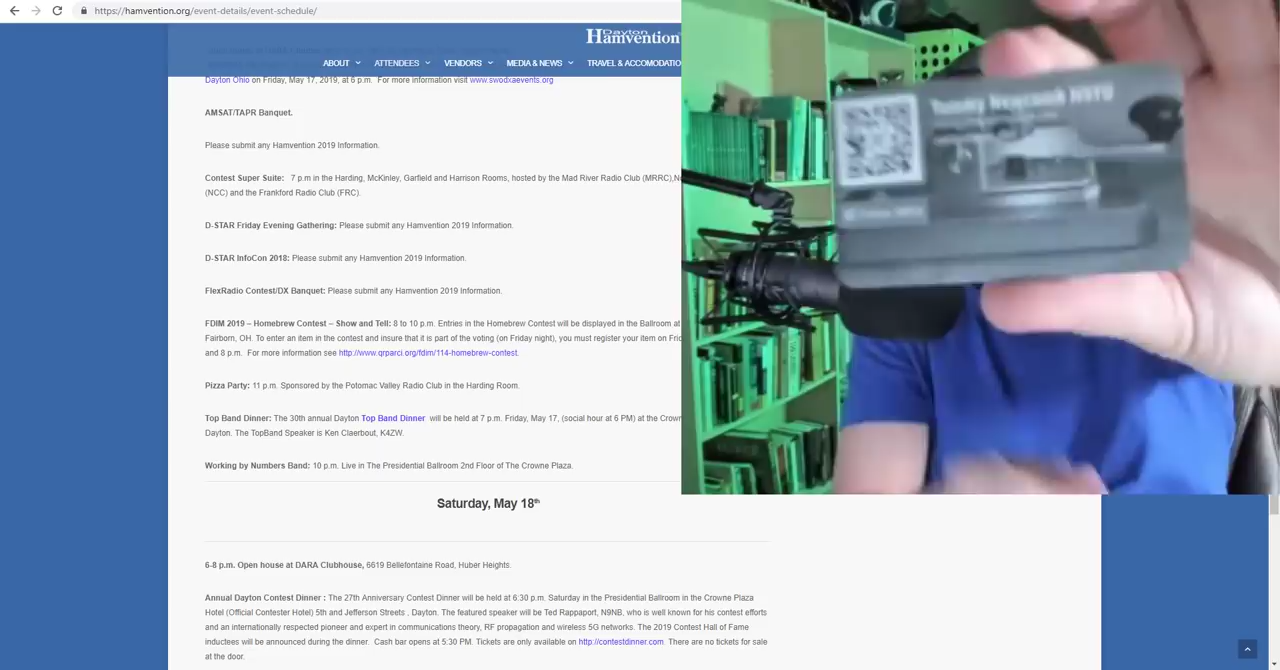 https://hamvention.org/event-details/event-schedule/
Dayton
Hamvention
ABOUT ATTENDEES VENDORS MEDIA & NEWS TRAVEL & ACCOMODATIO
Dayton Ohio on Friday, May 17, 2019, at 6 p.m. For more information visit www.swodxaevents.org
AMSAT/TAPR Banquet.
Please submit any Hamvention 2019 Information.
Contest Super Suite: 7 p.m in the Harding, McKinley, Garfield and Harrison Rooms, hosted by the Mad River Radio Club (MRRC),
(NCC) and the Frankford Radio Club (FRC).
D-STAR Friday Evening Gathering: Please submit any Hamvention 2019 Information.
D-STAR InfoCon 2018: Please submit any Hamvention 2019 Information.
FlexRadio Contest/DX Banquet: Please submit any Hamvention 2019 Information.
FDIM 2019 – Homebrew Contest – Show and Tell: 8 to 10 p.m. Entries in the Homebrew Contest will be displayed in the Ballroom at
Fairborn, OH. To enter an item in the contest and insure that it is part of the voting (on Friday night), you must register your item on Frid
and 8 p.m. For more information see http://www.qrparci.org/fdim/114-homebrew-contest.
Pizza Party: 11 p.m. Sponsored by the Potomac Valley Radio Club in the Harding Room.
Top Band Dinner: The 30th annual Dayton Top Band Dinner will be held at 7 p.m. Friday, May 17, (social hour at 6 PM) at the Crown
Dayton. The TopBand Speaker is Ken Claerbout, K4ZW.
Working by Numbers Band: 10 p.m. Live in The Presidential Ballroom 2nd Floor of The Crowne Plaza.
Saturday, May 18th
6-8 p.m. Open house at DARA Clubhouse, 6619 Bellefontaine Road, Huber Heights.
Annual Dayton Contest Dinner : The 27th Anniversary Contest Dinner will be held at 6:30 p.m. Saturday in the Presidential Ballroom in the Crowne Plaza
Hotel (Official Contester Hotel) 5th and Jefferson Streets , Dayton. The featured speaker will be Ted Rappaport, N9NB, who is well known for his contest efforts
and an internationally respected pioneer and expert in communications theory, RF propagation and wireless 5G networks. The 2019 Contest Hall of Fame
inductees will be announced during the dinner. Cash bar opens at 5:30 PM. Tickets are only available on http://contestdinner.com. There are no tickets for sale
at the door.